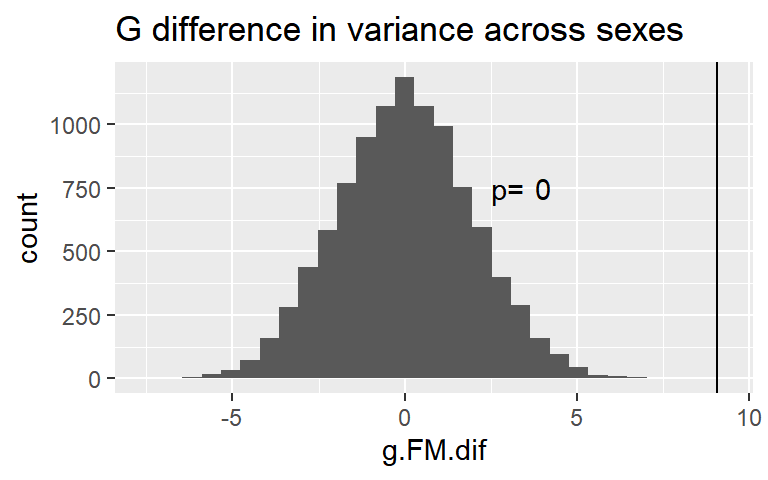 G difference in variance across sexes
count
1000
750
500
250
0
p= 0
-5
0
5
10
g.FM.dif